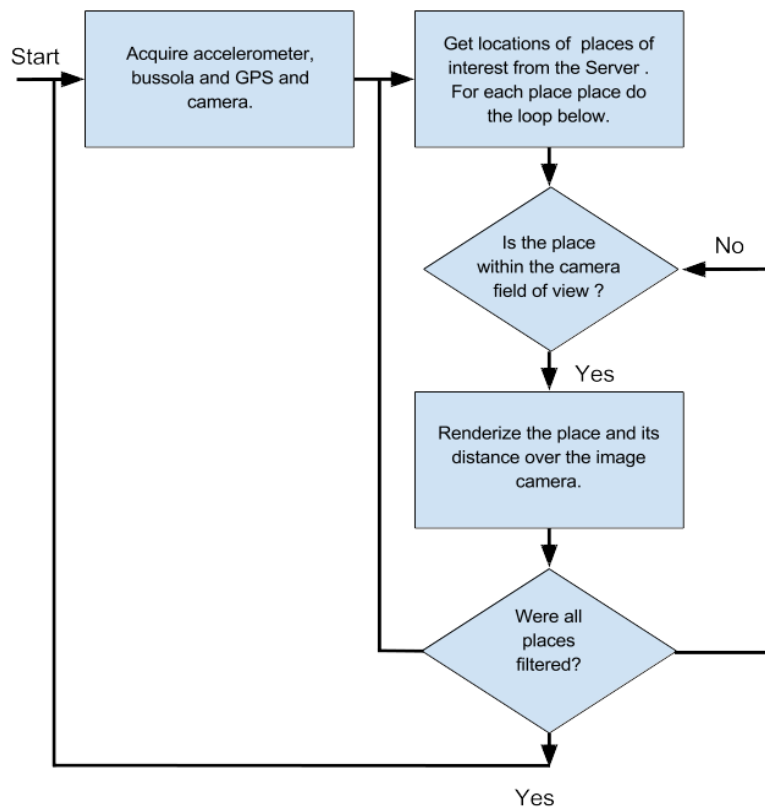 Start
Acquire accelerometer,
bussola and GPS and
camera.
Get locations of places of
interest from the Server .
For each place place do
the loop below.
Is the place
within the camera
field of view ?
No
Yes
Renderize the place and its
distance over the image
camera.
Were all
places
filtered?
Yes